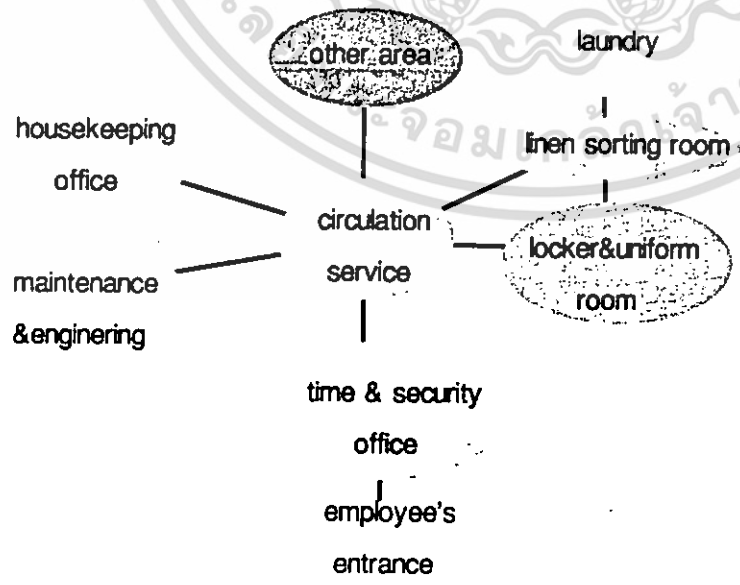 other area
laundry
housekeeping
office
linen sorting room
circulation
service
locker&uniform
room
maintenance
&enginering
time & security
office
employee's
entrance